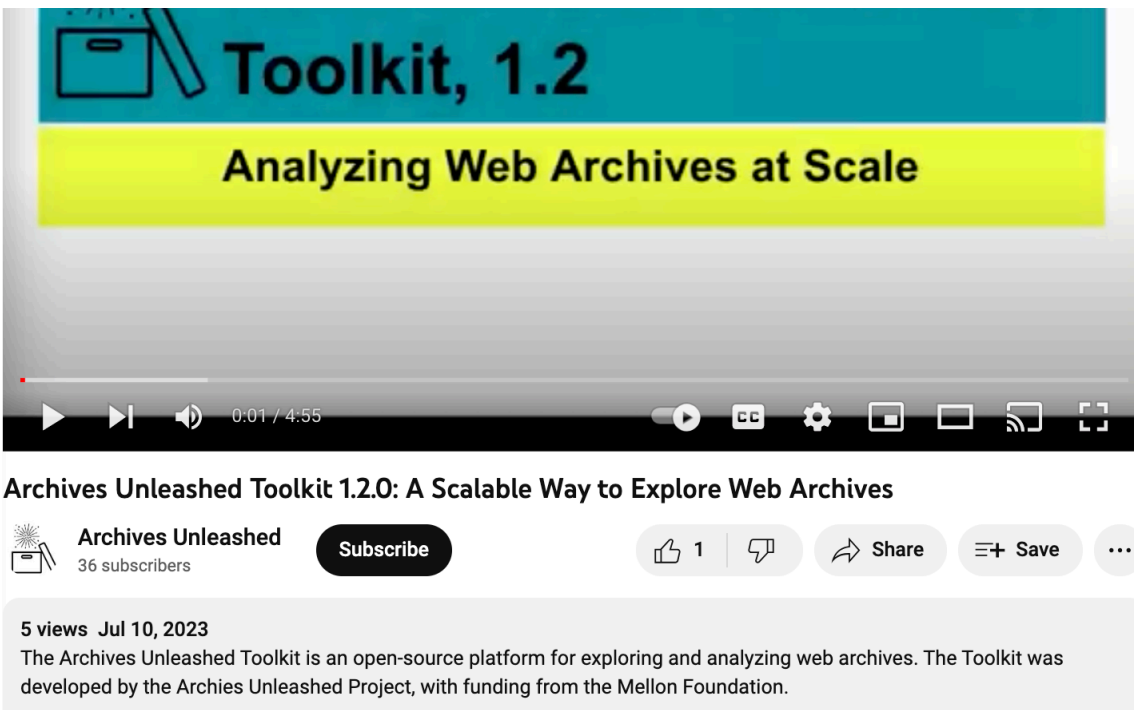 Toolkit, 1.2
Analyzing Web Archives at Scale
0:01 / 4:55
CC
Archives Unleashed Toolkit 1.2.0: A Scalable Way to Explore Web Archives
Archives Unleashed
36 subscribers
Subscribe
1
Share
Save
5 views Jul 10, 2023
The Archives Unleashed Toolkit is an open-source platform for exploring and analyzing web archives. The Toolkit was
developed by the Archies Unleashed Project, with funding from the Mellon Foundation.